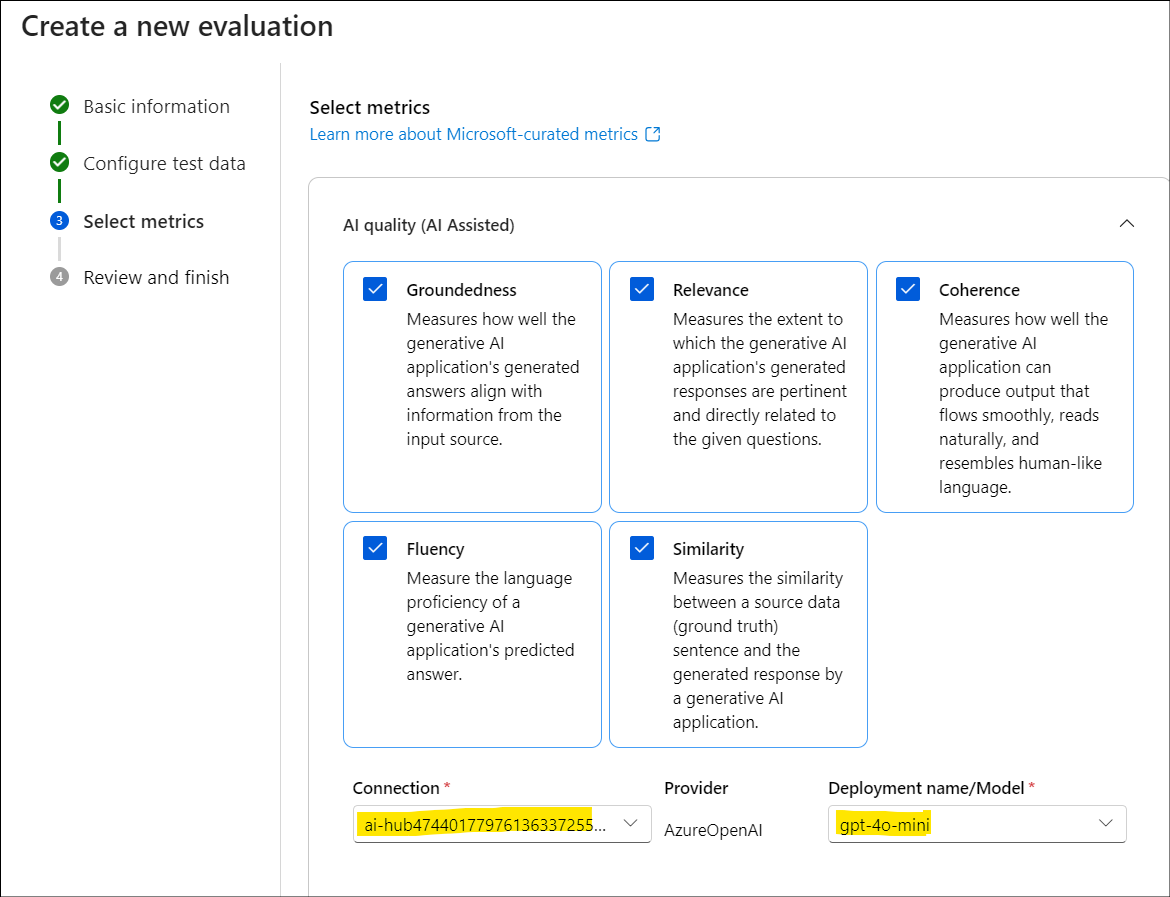 Create a new evaluation
Basic information
Configure test data
3 Select metrics
4 Review and finish
Select metrics
Learn more about Microsoft-curated metrics
AI quality (AI Assisted)
Groundedness
Measures how well the
generative AI
application's generated
answers align with
information from the
input source.
Relevance
Measures the extent to
which the generative AI
application's generated
responses are pertinent
and directly related to
the given questions.
Coherence
Measures how well the
generative AI
application can
produce output that
flows smoothly, reads
naturally, and
resembles human-like
language.
Fluency
Measure the language
proficiency of a
generative AI
application's predicted
answer.
Similarity
Measures the similarity
between a source data
(ground truth)
sentence and the
generated response by
a generative AI
application.
Connection *
ai-hub47440177976136337255...
Provider
AzureOpenAI
Deployment name/Model *
gpt-4o-mini